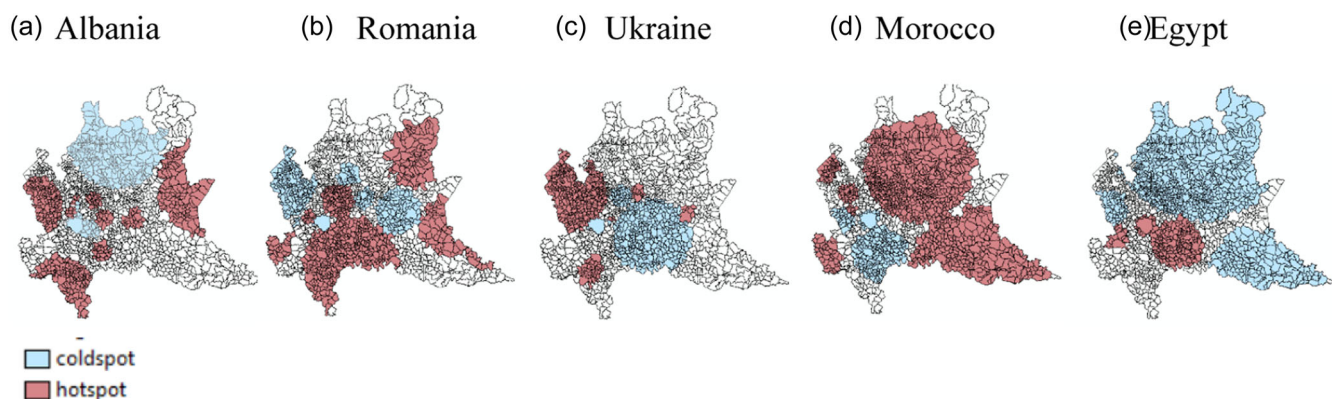 (a) Albania (b) Romania (c) Ukraine (d) Morocco (e)Egypt
coldspot
hotspot